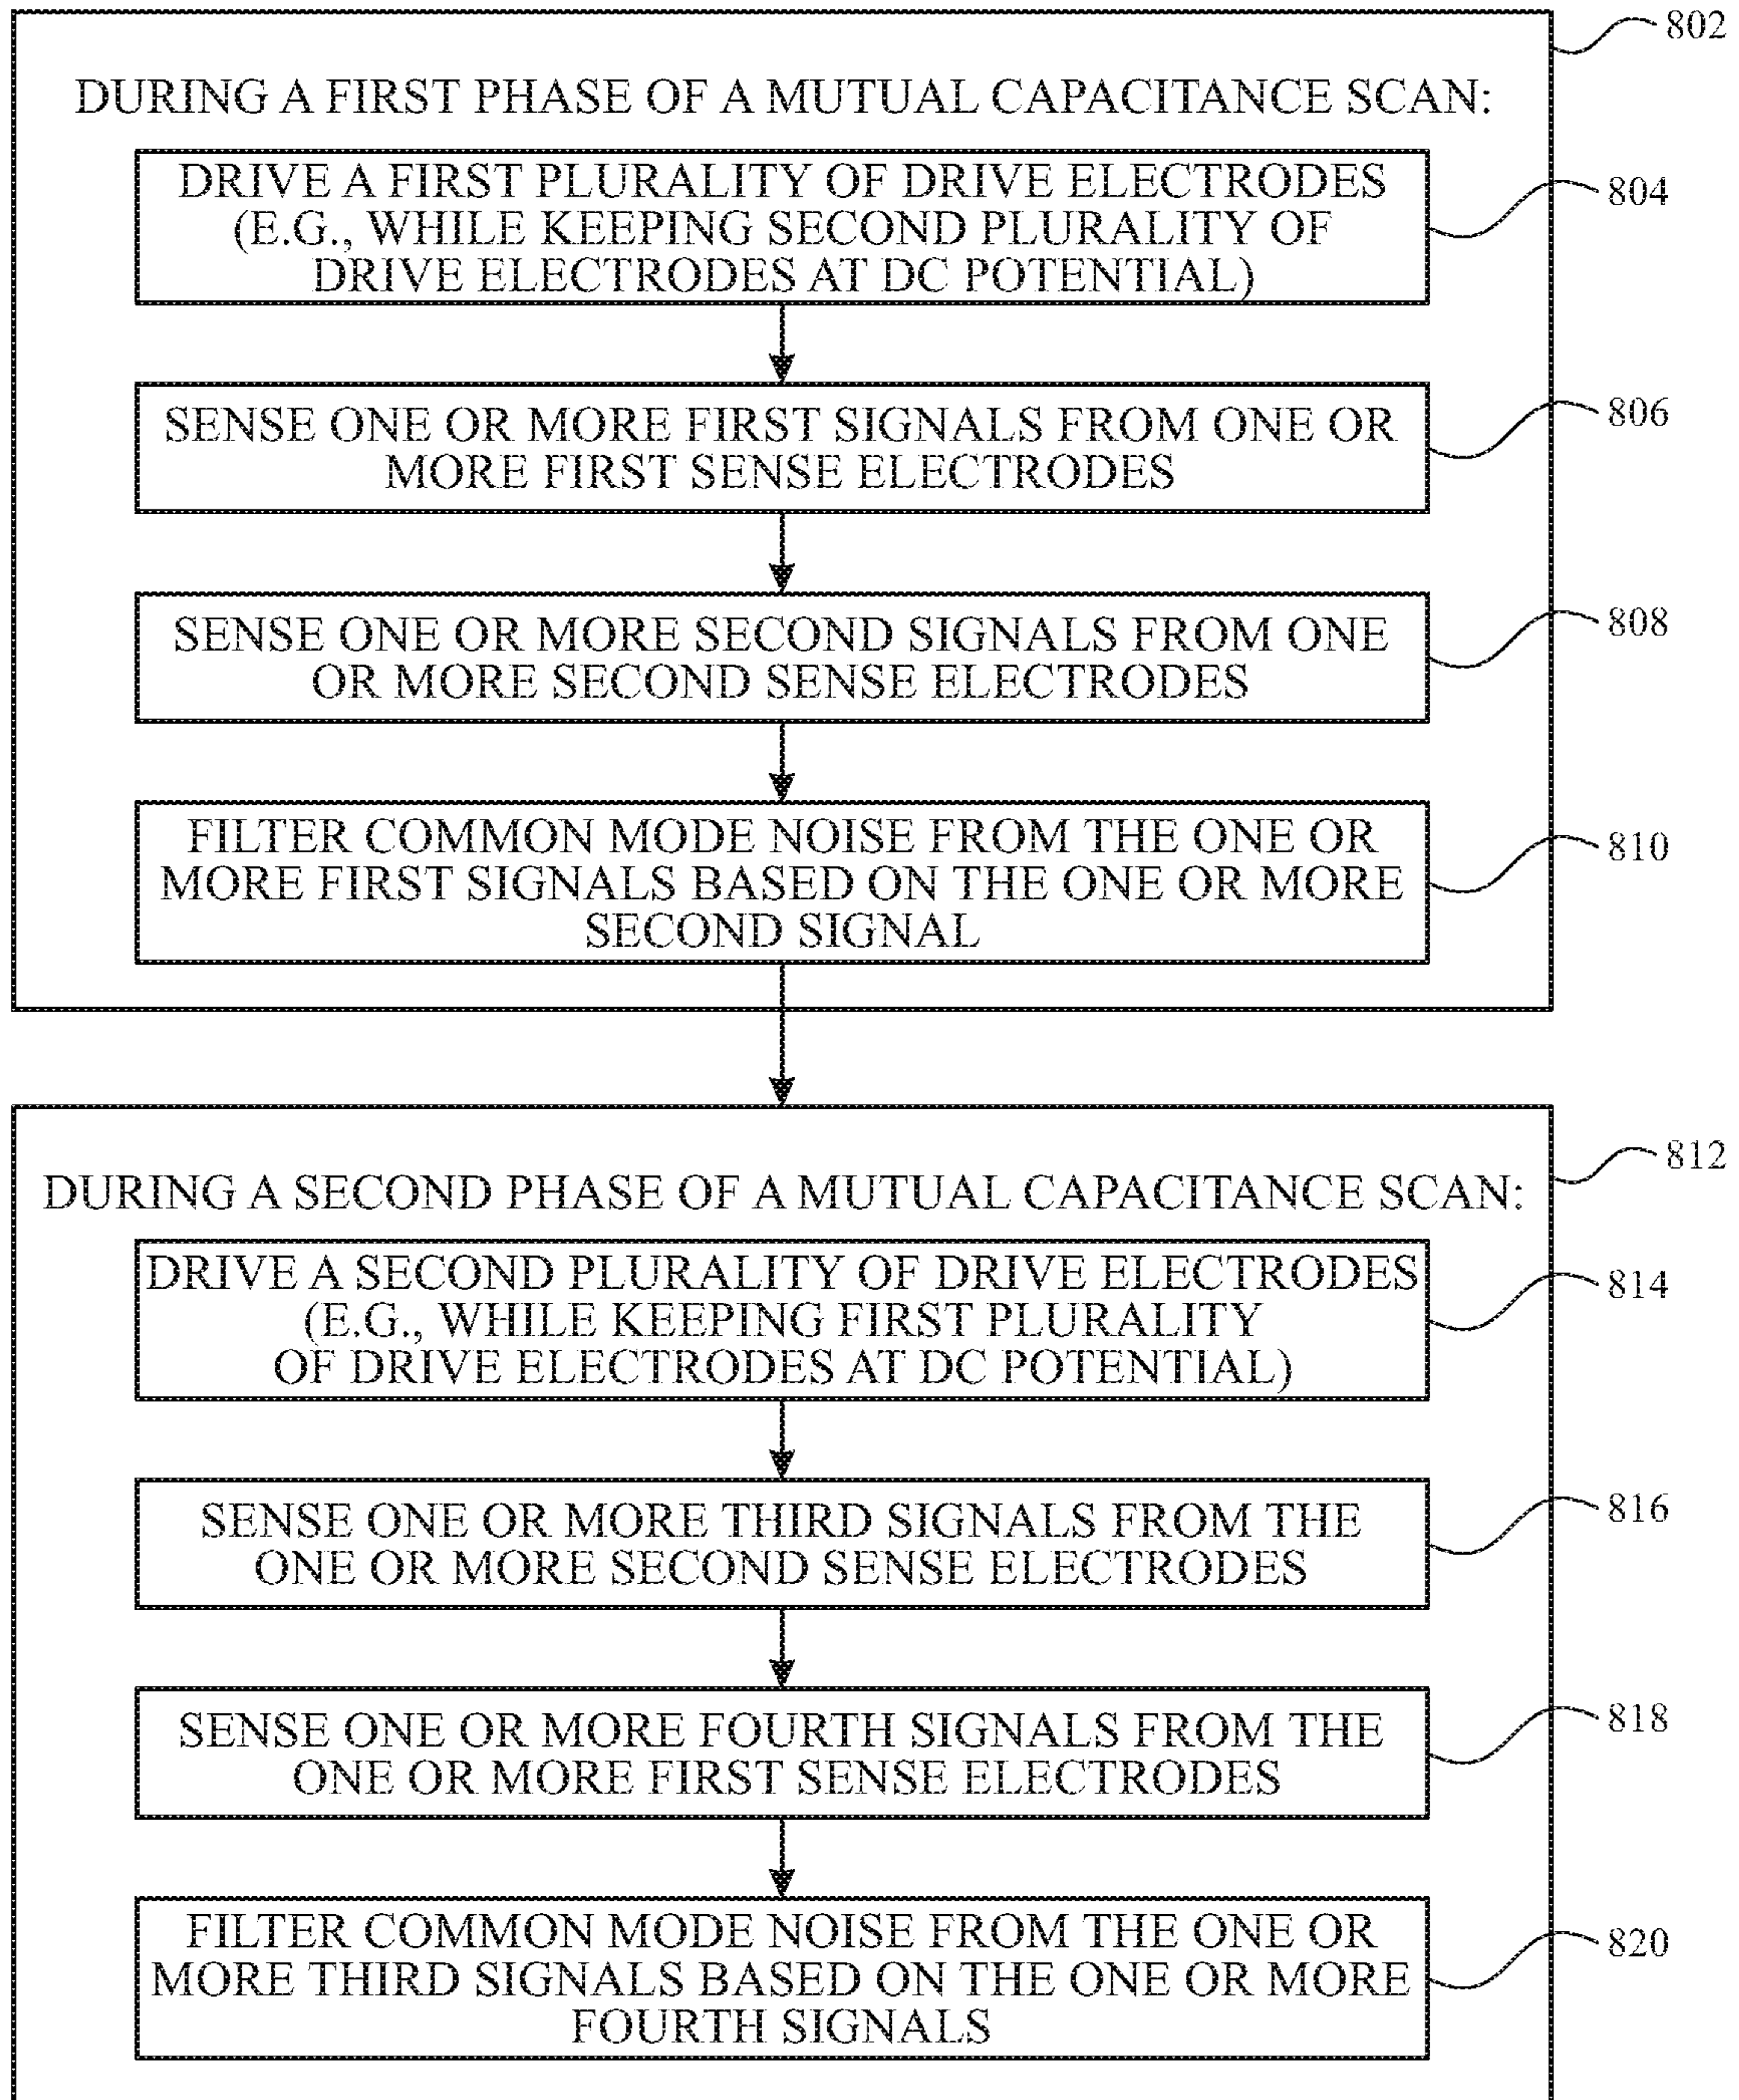 802
DURING A FIRST PHASE OF A MUTUAL CAPACITANCE SCAN:
DRIVE A FIRST PLURALITY OF DRIVE ELECTRODES
(E.G., WHILE KEEPING SECOND PLURALITY OF
DRIVE ELECTRODES AT DC POTENTIAL)
804
SENSE ONE OR MORE FIRST SIGNALS FROM ONE OR
MORE FIRST SENSE ELECTRODES
806
SENSE ONE OR MORE SECOND SIGNALS FROM ONE
OR MORE SECOND SENSE ELECTRODES
808
FILTER COMMON MODE NOISE FROM THE ONE OR
MORE FIRST SIGNALS BASED ON THE ONE OR MORE
SECOND SIGNAL
810
812
DURING A SECOND PHASE OF A MUTUAL CAPACITANCE SCAN:
DRIVE A SECOND PLURALITY OF DRIVE ELECTRODES
(E.G., WHILE KEEPING FIRST PLURALITY
OF DRIVE ELECTRODES AT DC POTENTIAL)
814
SENSE ONE OR MORE THIRD SIGNALS FROM THE
ONE OR MORE SECOND SENSE ELECTRODES
816
SENSE ONE OR MORE FOURTH SIGNALS FROM THE
ONE OR MORE FIRST SENSE ELECTRODES
818
FILTER COMMON MODE NOISE FROM THE ONE OR
MORE THIRD SIGNALS BASED ON THE ONE OR MORE
FOURTH SIGNALS
820